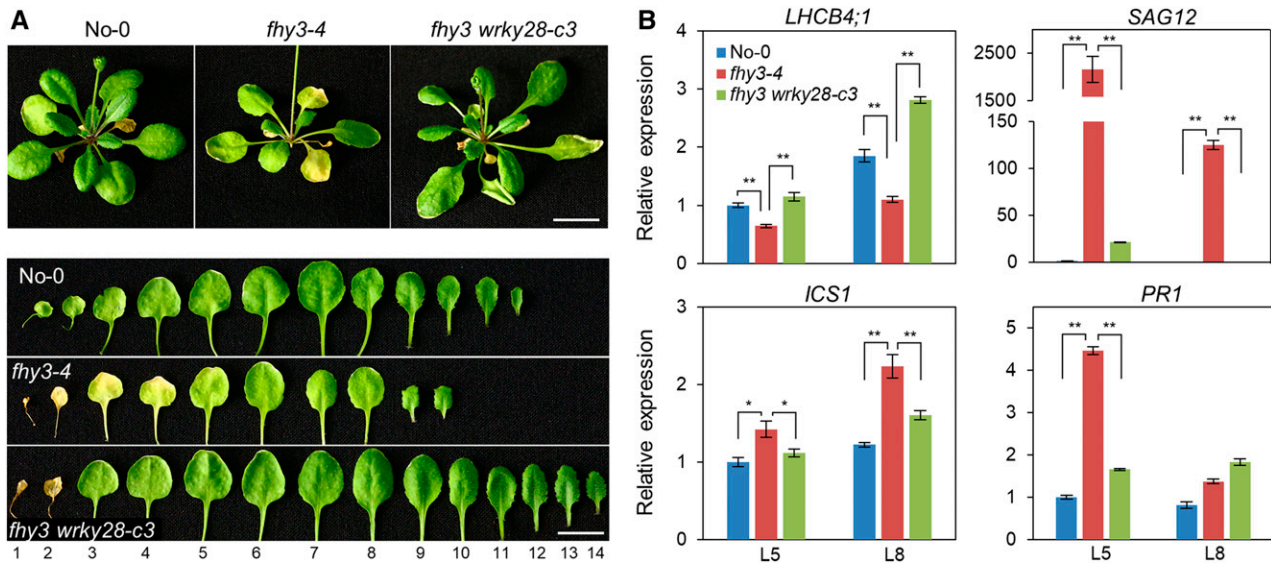 A
No-0
fhy3-4
fhy3 wrky28-c3
No-0
fhy3-4
fhy3 wrky28-c3
1 2 3 4 5 6 7 8 9 10 11 12 13 14
B
LHCB4;1
Relative expression
4
3
2
1
0
No-0
fhy3-4
fhy3 wrky28-c3
**
**
**
**
SAG12
2500
1500
150
100
50
0
**
**
**
**
ICS1
Relative expression
3
2
1
0
*
*
**
**
L5 L8
PR1
5
4
3
2
1
0
**
**
L5 L8